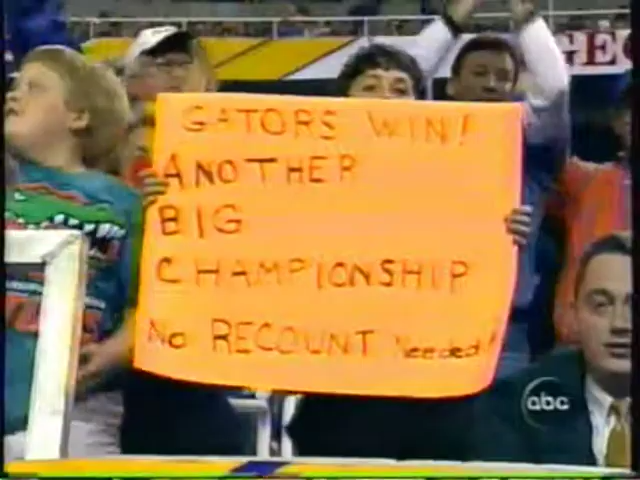 GATORS WIN!
ANOTHER
BIG
CHAMPIONSHIP
No RECOUNT Needed!
abc